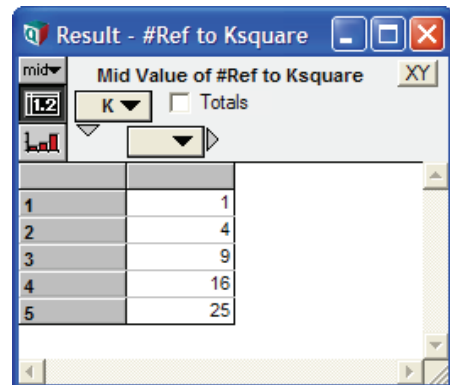 Result - #Ref to Ksquare
mid
Mid Value of #Ref to Ksquare
XY
1.2
K
Totals
1 1
2 4
3 9
4 16
5 25